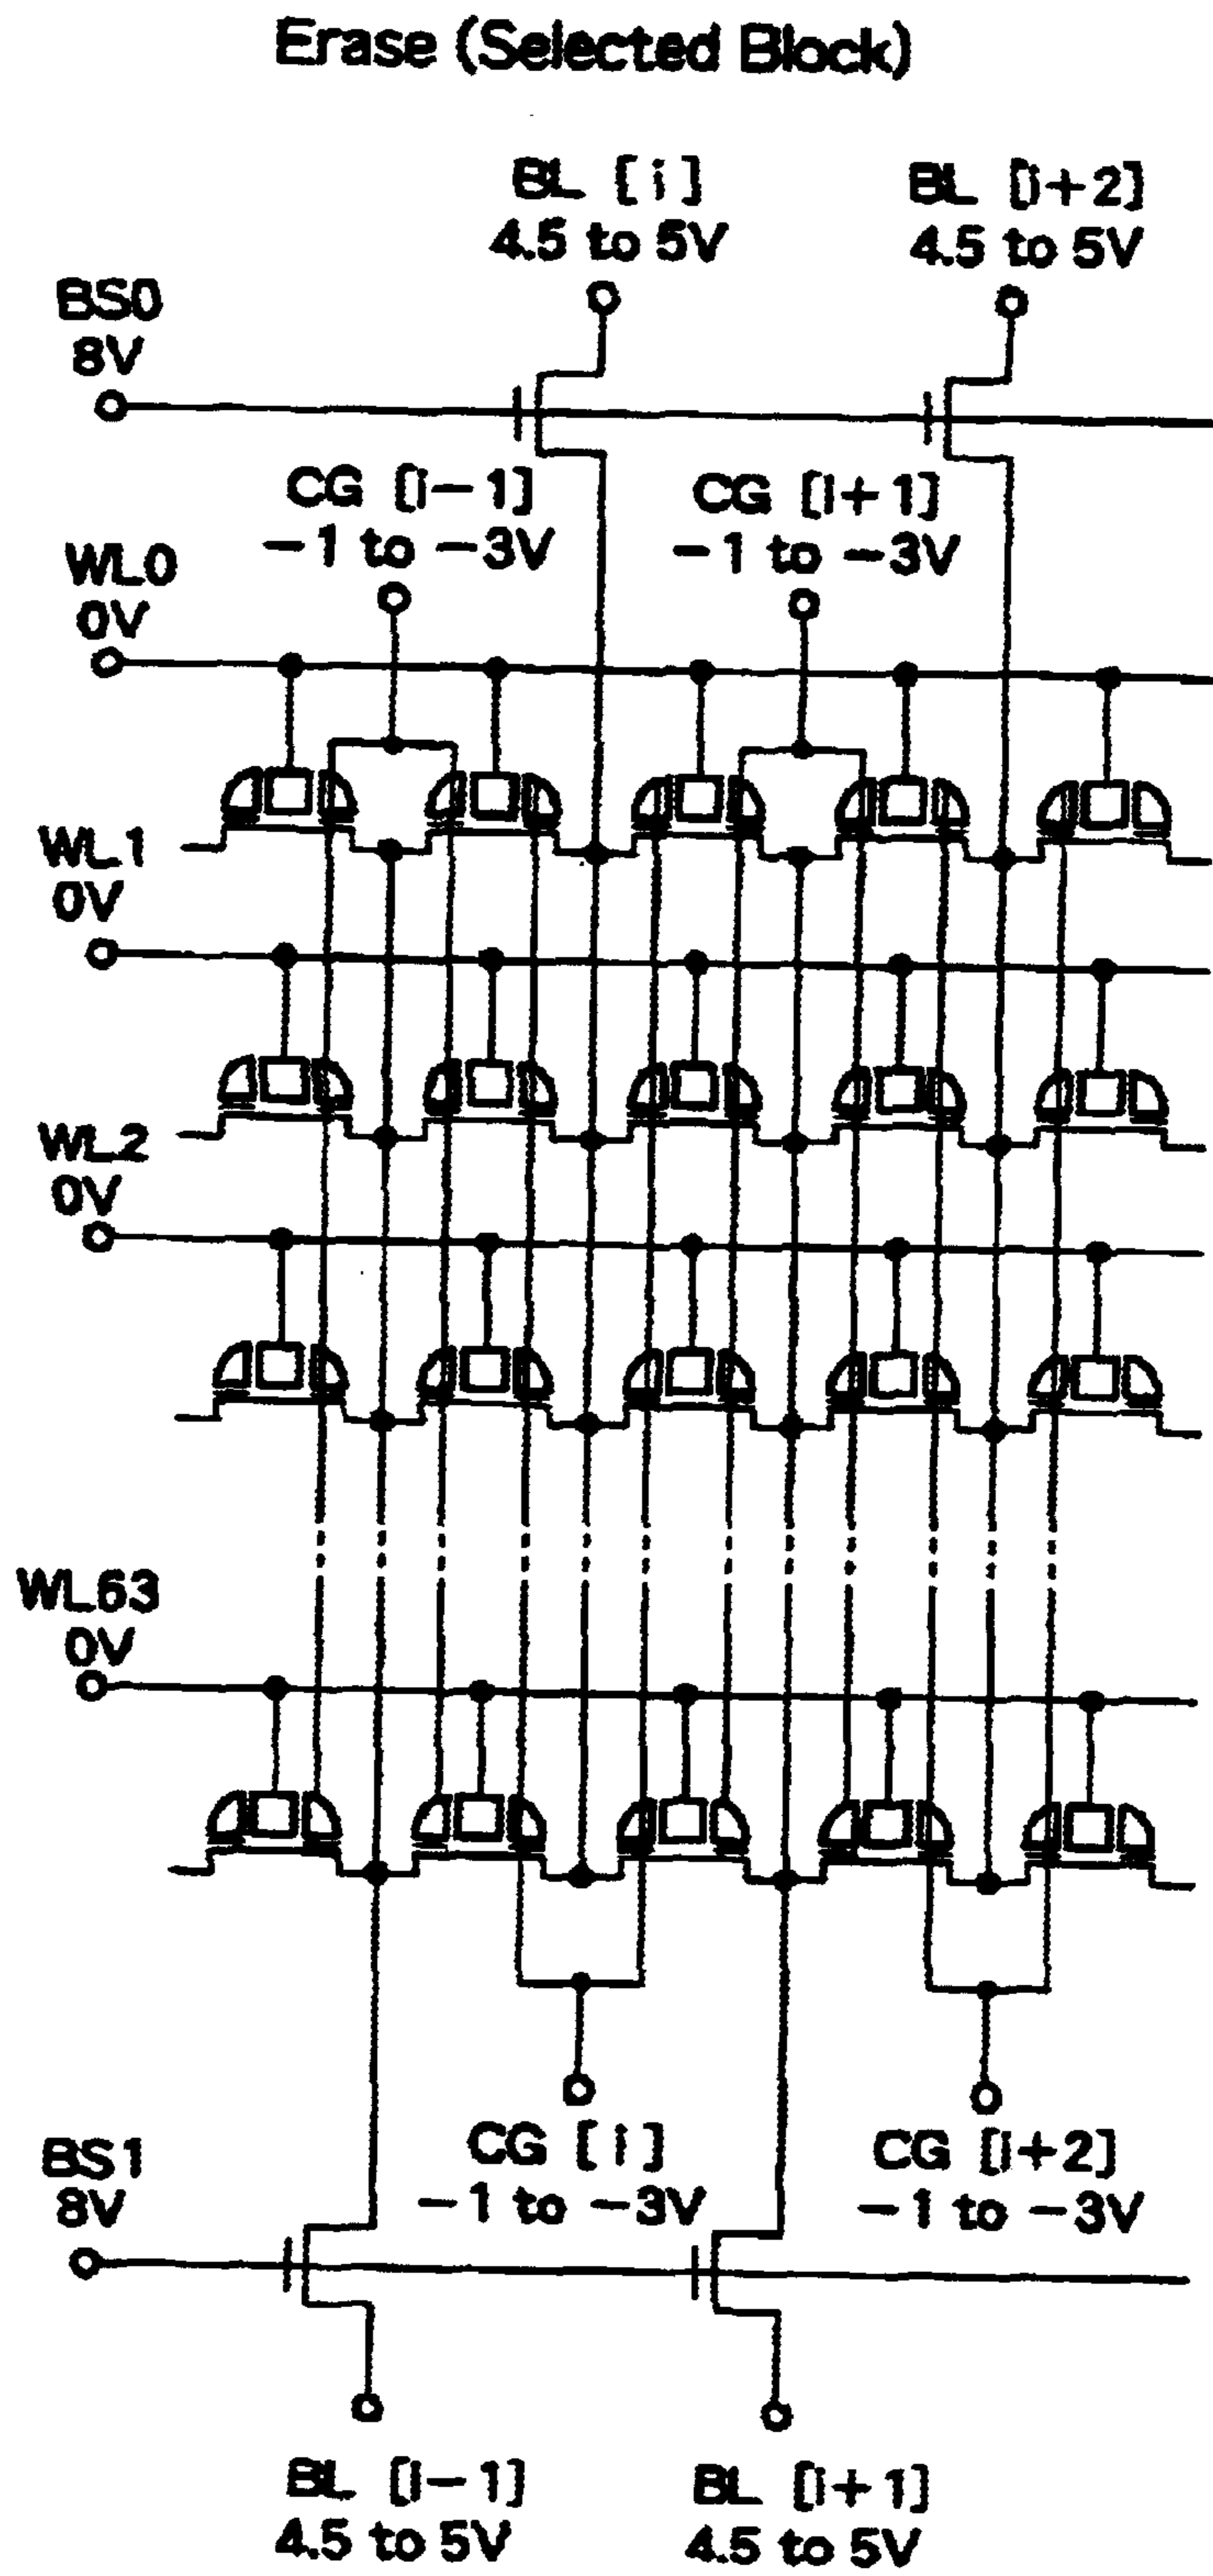 Erase (Selected Block)
BL [i]
4.5 to 5V
BL [i+2]
4.5 to 5V
BS0
8V
CG [i-1]
-1 to -3V
CG [i+1]
-1 to -3V
WL0
0V
WL1
0V
WL2
0V
WL63
0V
CG [i]
-1 to -3V
CG [i+2]
-1 to -3V
BS1
8V
BL [i-1]
4.5 to 5V
BL [i+1]
4.5 to 5V